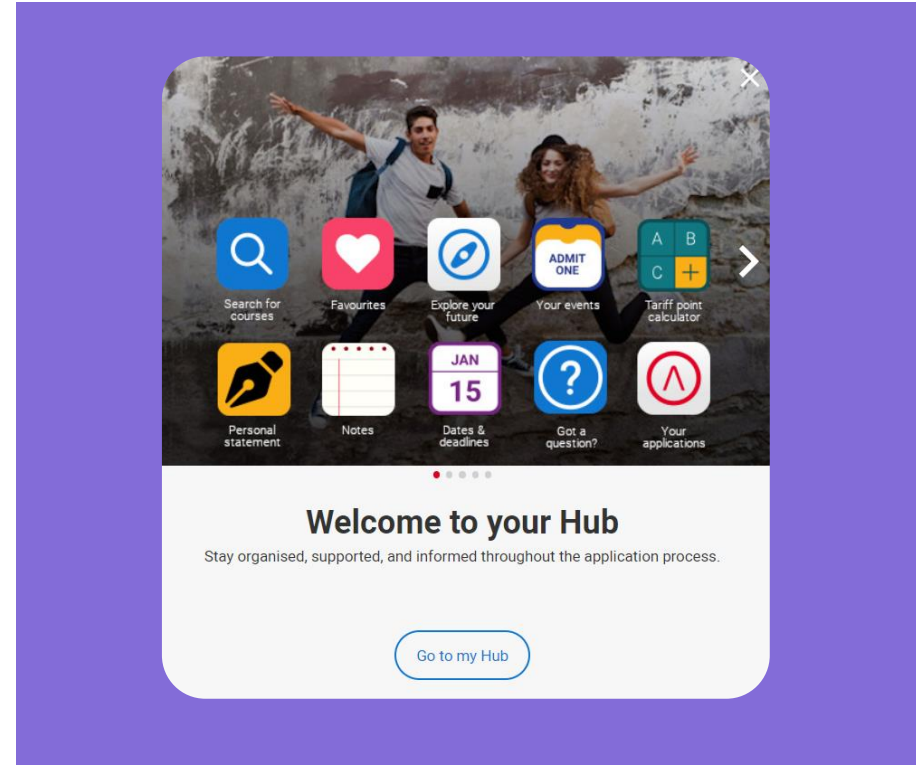 ADMIT
ONE
A B
C +
Search for
courses
Favourites
Explore your
future
Your events
Tariff point
calculator
JAN
15
?
Personal
statement
Notes
Dates &
deadlines
Got a
question?
Your
applications
Welcome to your Hub
Stay organised, supported, and informed throughout the application process.
Go to my Hub